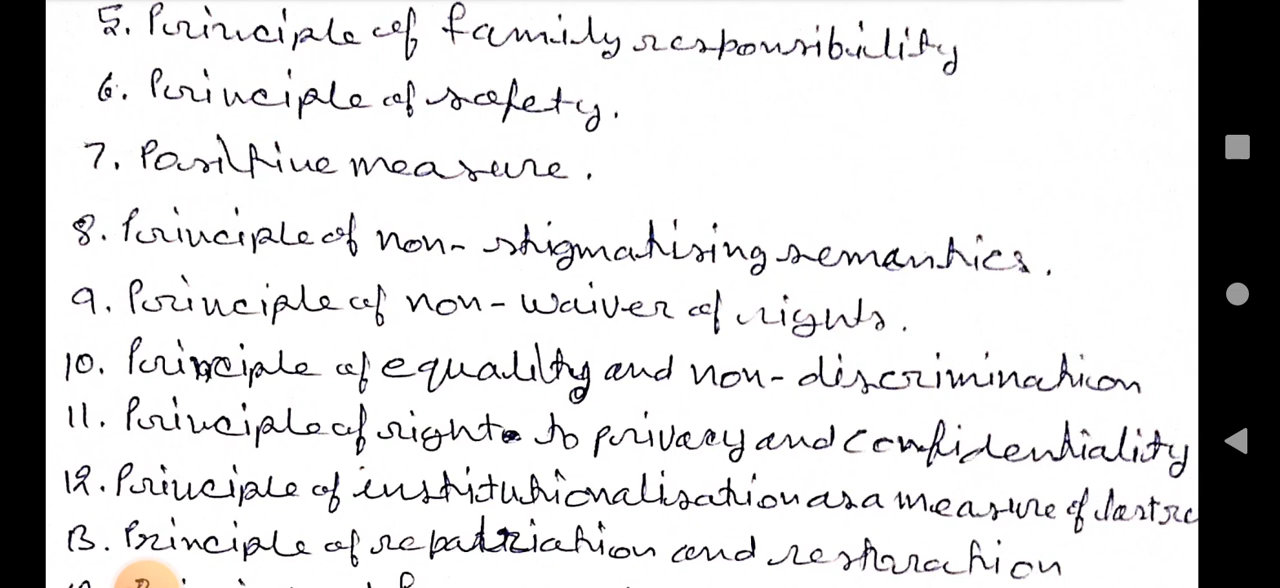 5. Principle of family responsibility
6. Principle of safety.
7. Positive measure.
8. Principle of non-stigmatising semantics.
9. Principle of non-waiver of rights.
10. Principle of equality and non-discrimination
11. Principle of right to privacy and confidentiality
12. Principle of institutionalisation as a measure of last re
13. Principle of repatriation and restoration